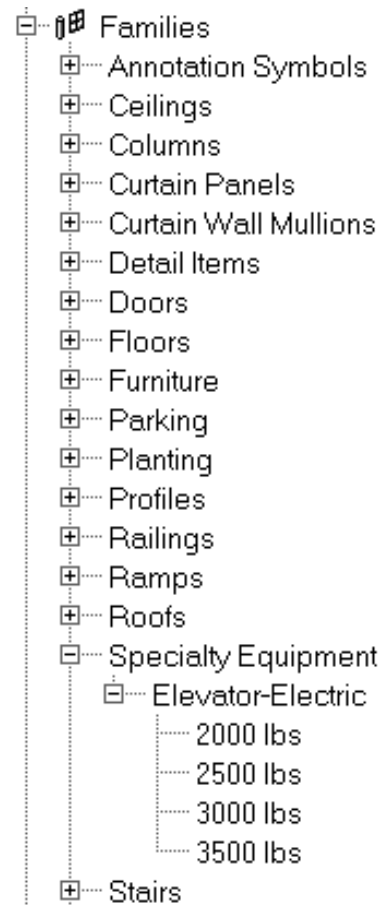 Families
Annotation Symbols
Ceilings
Columns
Curtain Panels
Curtain Wall Mullions
Detail Items
Doors
Floors
Furniture
Parking
Planting
Profiles
Railings
Ramps
Roofs
Specialty Equipment
Elevator-Electric
2000 lbs
2500 lbs
3000 lbs
3500 lbs
Stairs